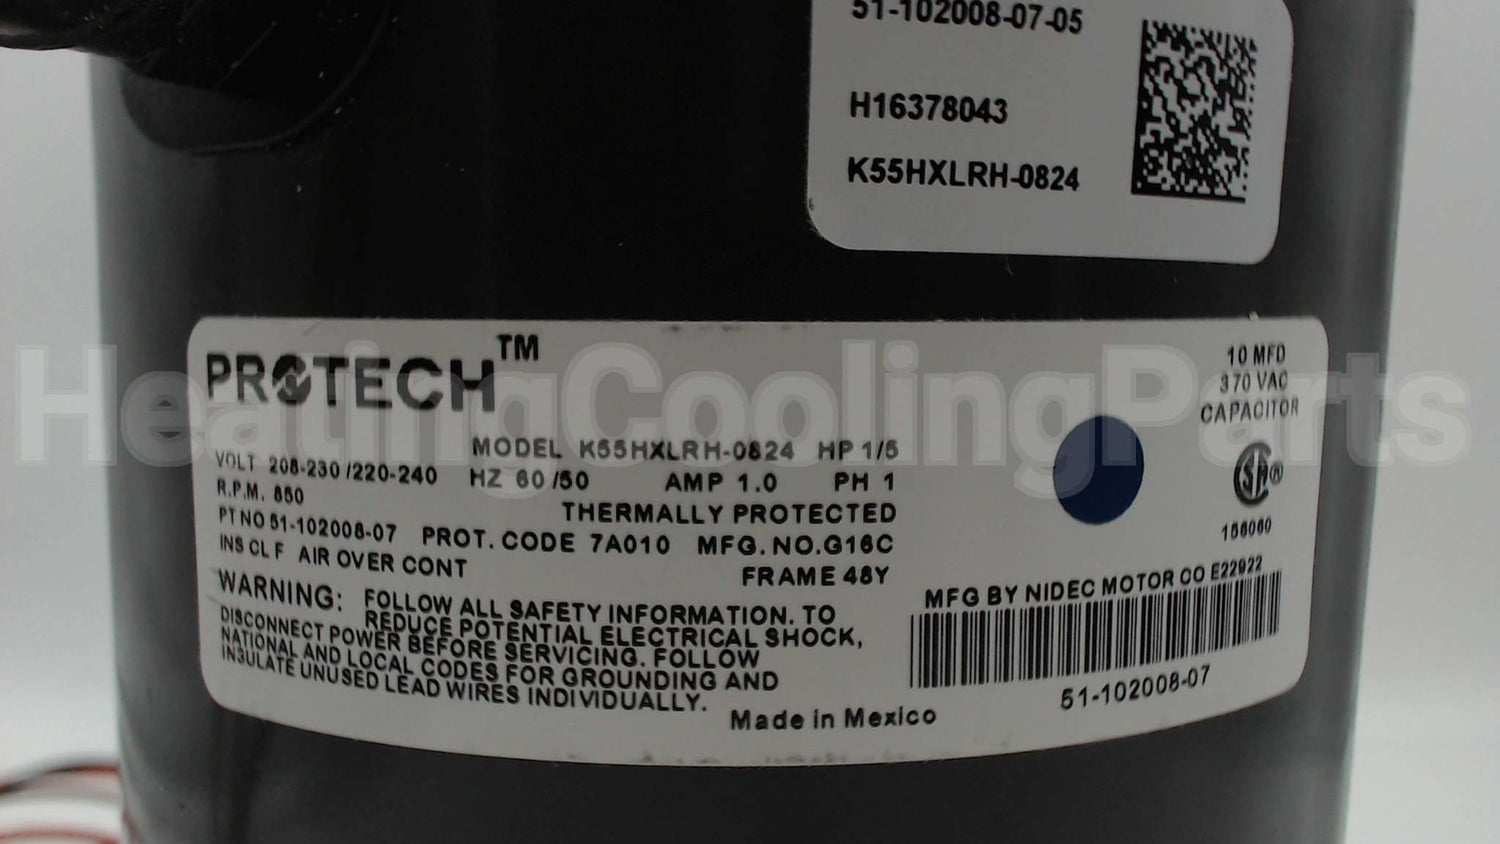 51-102008-07-05
H16378043
K55HXLRH-0824
HeatingCoolingParts
PROTECH™
10 MFD
370 VAC
CAPACITOR
MODEL K55HXLRH-0824 HP 1/5
VOLT 208-230/220-240 HZ 60/50 AMP 1.0 PH 1
R.P.M. 850 THERMALLY PROTECTED
PT NO 51-102008-07 PROT. CODE 7A010 MFG. NO. G16C
INS CL F AIR OVER CONT FRAME 48Y
WARNING: FOLLOW ALL SAFETY INFORMATION. TO
REDUCE POTENTIAL ELECTRICAL SHOCK,
DISCONNECT POWER BEFORE SERVICING. FOLLOW
NATIONAL AND LOCAL CODES FOR GROUNDING AND
INSULATE UNUSED LEAD WIRES INDIVIDUALLY.
Made in Mexico
156060
MFG BY NIDEC MOTOR CO E22922
51-102008-07